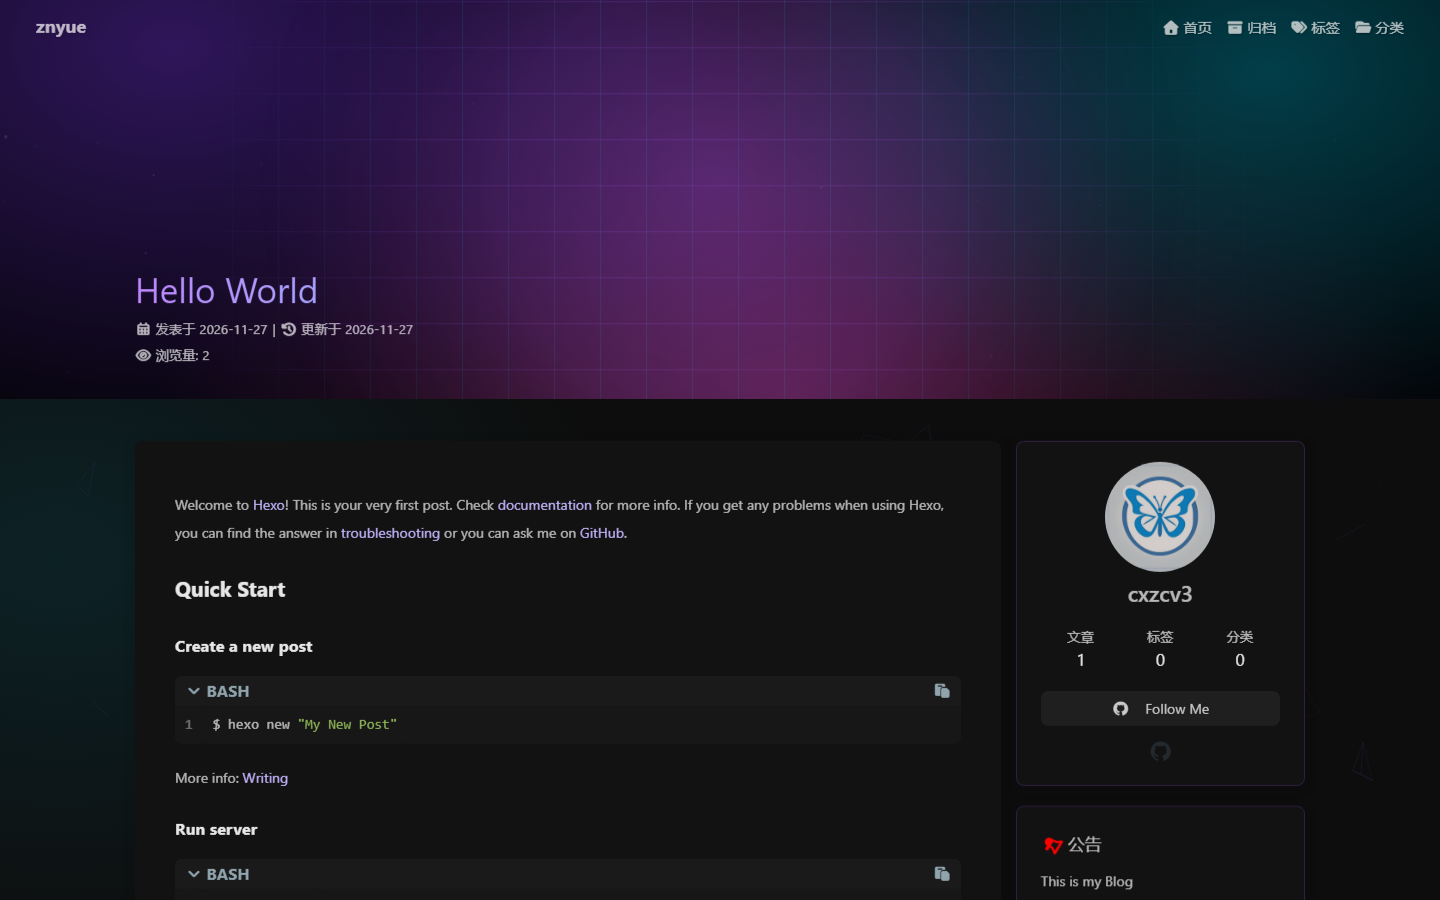 znyue
首页 归档 标签 分类
Hello World
发表于 2026-11-27 | 更新于 2026-11-27
浏览量: 2
Welcome to Hexo! This is your very first post. Check documentation for more info. If you get any problems when using Hexo,
you can find the answer in troubleshooting or you can ask me on GitHub.
Quick Start
Create a new post
BASH
1 $ hexo new "My New Post"
More info: Writing
Run server
BASH
cxzcv3
文章 标签 分类
1 0 0
Follow Me
公告
This is my Blog